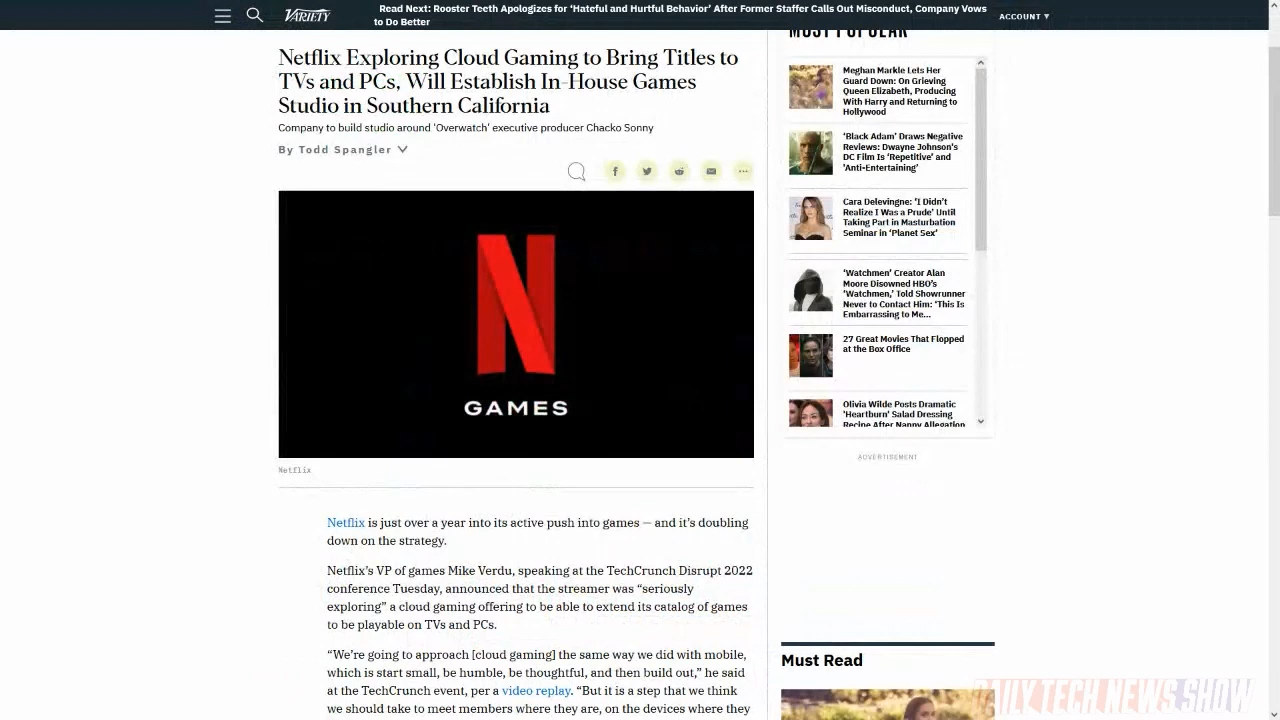 VARIETY
Read Next: Rooster Teeth Apologizes for ‘Hateful and Hurtful Behavior’ After Former Staffer Calls Out Misconduct, Company Vows
to Do Better
ACCOUNT ▾
Netflix Exploring Cloud Gaming to Bring Titles to
TVs and PCs, Will Establish In-House Games
Studio in Southern California
Company to build studio around 'Overwatch' executive producer Chacko Sonny
By Todd Spangler
N
GAMES
Netflix
Netflix is just over a year into its active push into games — and it’s doubling
down on the strategy.
Netflix’s VP of games Mike Verdu, speaking at the TechCrunch Disrupt 2022
conference Tuesday, announced that the streamer was “seriously
exploring” a cloud gaming offering to be able to extend its catalog of games
to be playable on TVs and PCs.
“We’re going to approach [cloud gaming] the same way we did with mobile,
which is start small, be humble, be thoughtful, and then build out,” he said
at the TechCrunch event, per a video replay. “But it is a step that we think
we should take to meet members where they are, on the devices where they
MOST POPULAR
Meghan Markle Lets Her
Guard Down: On Grieving
Queen Elizabeth, Producing
With Harry and Returning to
Hollywood
‘Black Adam’ Draws Negative
Reviews: Dwayne Johnson’s
DC Film Is ‘Repetitive’ and
‘Anti-Entertaining’
Cara Delevingne: ‘I Didn’t
Realize I Was a Prude’ Until
Taking Part in Masturbation
Seminar in ‘Planet Sex’
‘Watchmen’ Creator Alan
Moore Disowned HBO’s
‘Watchmen,’ Told Showrunner
Never to Contact Him: ‘This Is
Embarrassing to Me...
27 Great Movies That Flopped
at the Box Office
Olivia Wilde Posts Dramatic
‘Heartburn’ Salad Dressing
Recipe After Nanny Allegation
ADVERTISEMENT
Must Read
DAILY TECH NEWS SHOW